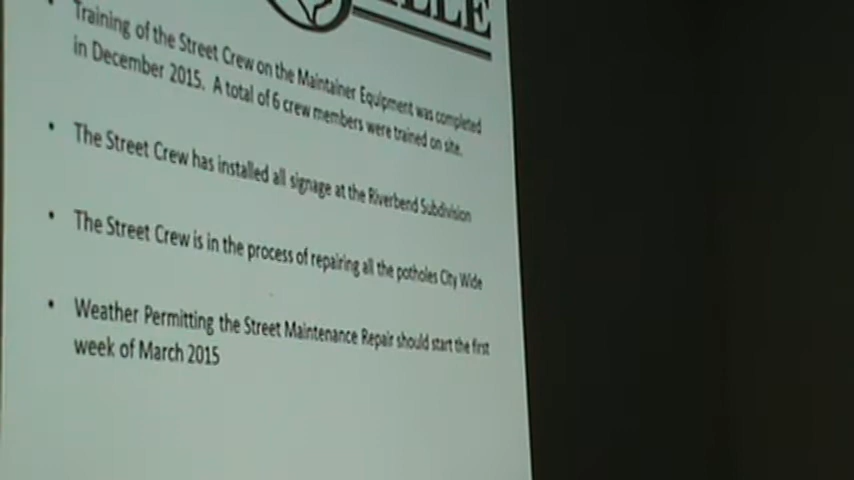 • Training of the Street Crew on the Maintainer Equipment was completed
in December 2015. A total of 6 crew members were trained on site.
• The Street Crew has installed all signage at the Riverbend Subdivision
• The Street Crew is in the process of repairing all the potholes City Wide
• Weather Permitting the Street Maintenance Repair should start the first
week of March 2015